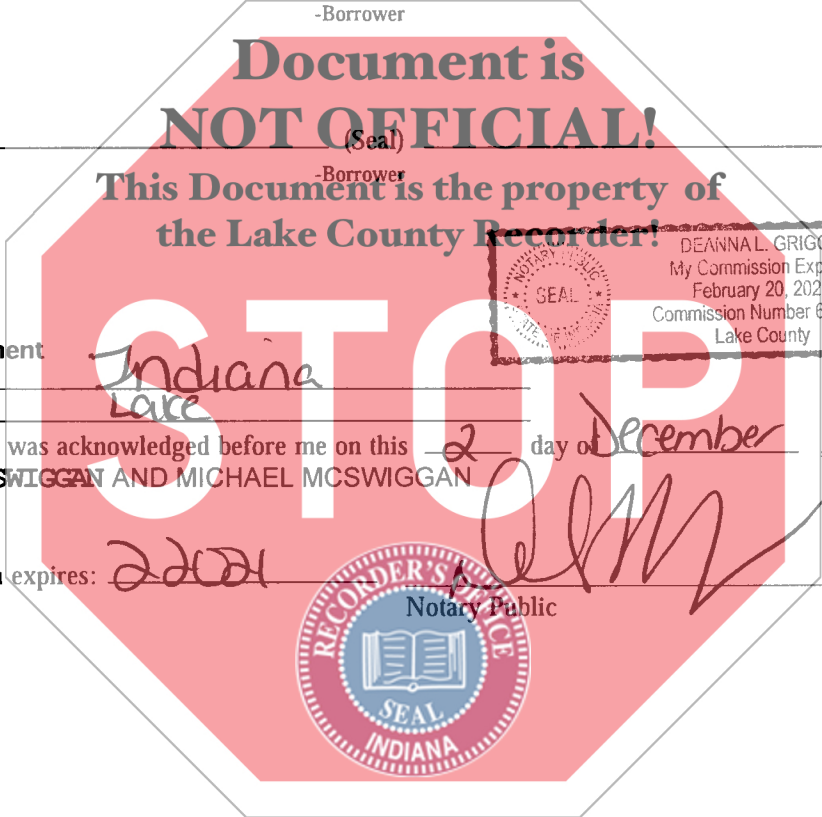 -Borrower
Document is
NOT OFFICIAL!
(Seal)
-Borrower
This Document is the property of
the Lake County Recorder!
DEANNA L. GRIGG
My Commission Exp
February 20, 202
Commission Number 6
Lake County
NOTARY PUBLIC
SEAL
STOP
ent
Indiana
Lake
was acknowledged before me on this 2 day of December
SWIGGAN AND MICHAEL MCSWIGGAN
expires: 22021
Notary Public
RECORDER'S OFFICE
SEAL
INDIANA